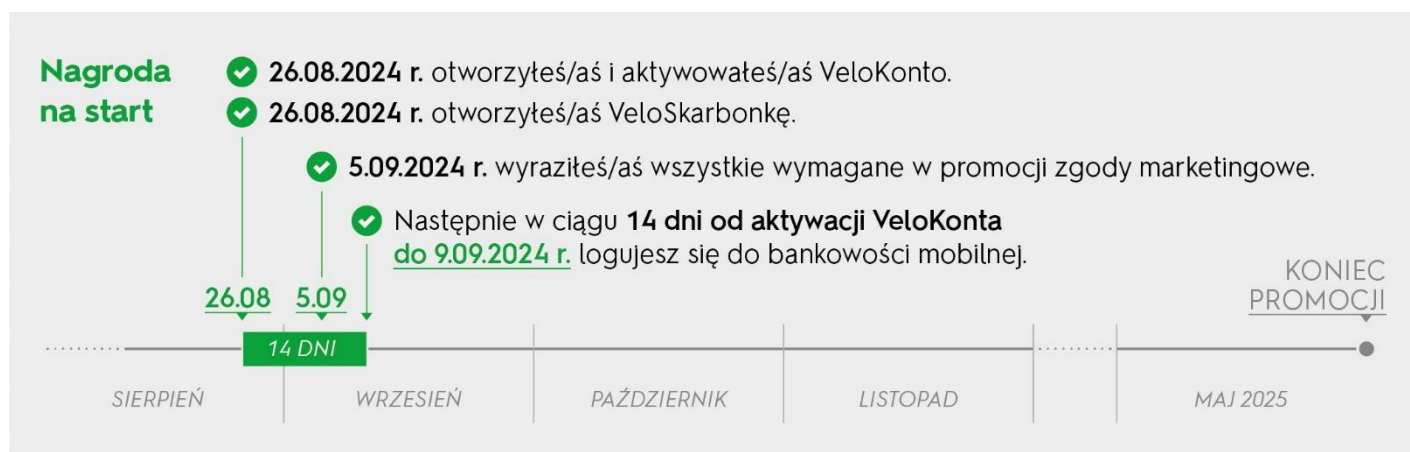 Nagroda
na start
26.08.2024 r. otworzyłeś/aś i aktywowałeś/aś VeloKonto.
26.08.2024 r. otworzyłeś/aś VeloSkarbonkę.
5.09.2024 r. wyraziłeś/aś wszystkie wymagane w promocji zgody marketingowe.
Następnie w ciągu 14 dni od aktywacji VeloKonta
do 9.09.2024 r. logujesz się do bankowości mobilnej.
KONIEC
PROMOCJI
26.08 5.09
14 DNI
SIERPIEŃ WRZESIEŃ PAŹDZIERNIK LISTOPAD MAJ 2025